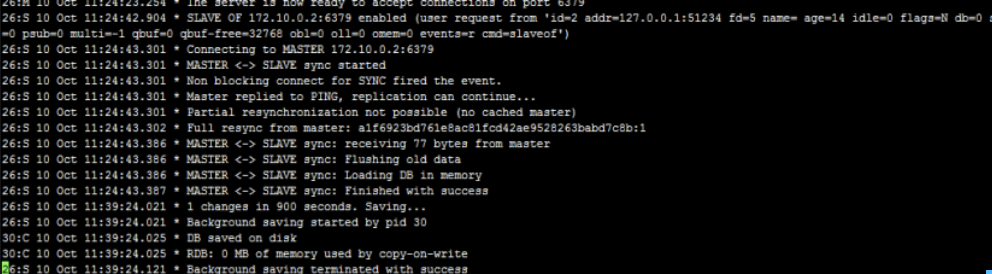 26:M 10 Oct 11:24:23.254 * The server is now ready to accept connections on port 6379
26:S 10 Oct 11:24:42.904 * SLAVE OF 172.10.0.2:6379 enabled (user request from 'id=2 addr=127.0.0.1:51234 fd=5 name= age=14 idle=0 flags=N db=0 s
=0 psub=0 multi=-1 qbuf=0 qbuf-free=32768 obl=0 oll=0 omem=0 events=r cmd=slaveof')
26:S 10 Oct 11:24:43.301 * Connecting to MASTER 172.10.0.2:6379
26:S 10 Oct 11:24:43.301 * MASTER <-> SLAVE sync started
26:S 10 Oct 11:24:43.301 * Non blocking connect for SYNC fired the event.
26:S 10 Oct 11:24:43.301 * Master replied to PING, replication can continue...
26:S 10 Oct 11:24:43.301 * Partial resynchronization not possible (no cached master)
26:S 10 Oct 11:24:43.302 * Full resync from master: a1f6923bd761e8ac81fcd42ae9528263babd7c8b:1
26:S 10 Oct 11:24:43.386 * MASTER <-> SLAVE sync: receiving 77 bytes from master
26:S 10 Oct 11:24:43.386 * MASTER <-> SLAVE sync: Flushing old data
26:S 10 Oct 11:24:43.386 * MASTER <-> SLAVE sync: Loading DB in memory
26:S 10 Oct 11:24:43.387 * MASTER <-> SLAVE sync: Finished with success
26:S 10 Oct 11:39:24.021 * 1 changes in 900 seconds. Saving...
26:S 10 Oct 11:39:24.021 * Background saving started by pid 30
30:C 10 Oct 11:39:24.025 * DB saved on disk
30:C 10 Oct 11:39:24.025 * RDB: 0 MB of memory used by copy-on-write
26:S 10 Oct 11:39:24.121 * Background saving terminated with success